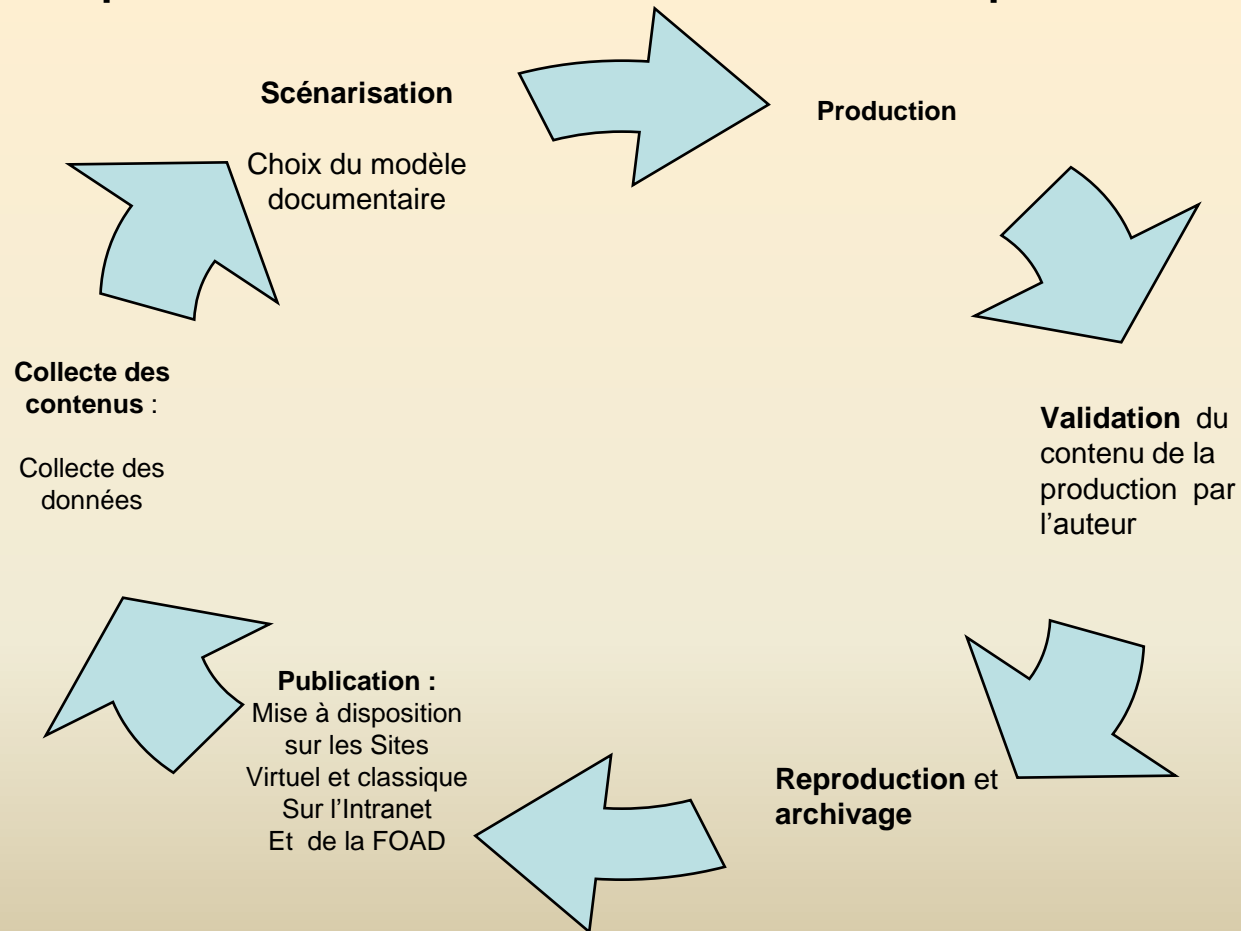 Scénarisation
Choix du modèle
documentaire
Production
Collecte des
contenus :
Collecte des
données
Validation du
contenu de la
production par
l’auteur
Publication :
Mise à disposition
sur les Sites
Virtuel et classique
Sur l’Intranet
Et de la FOAD
Reproduction et
archivage